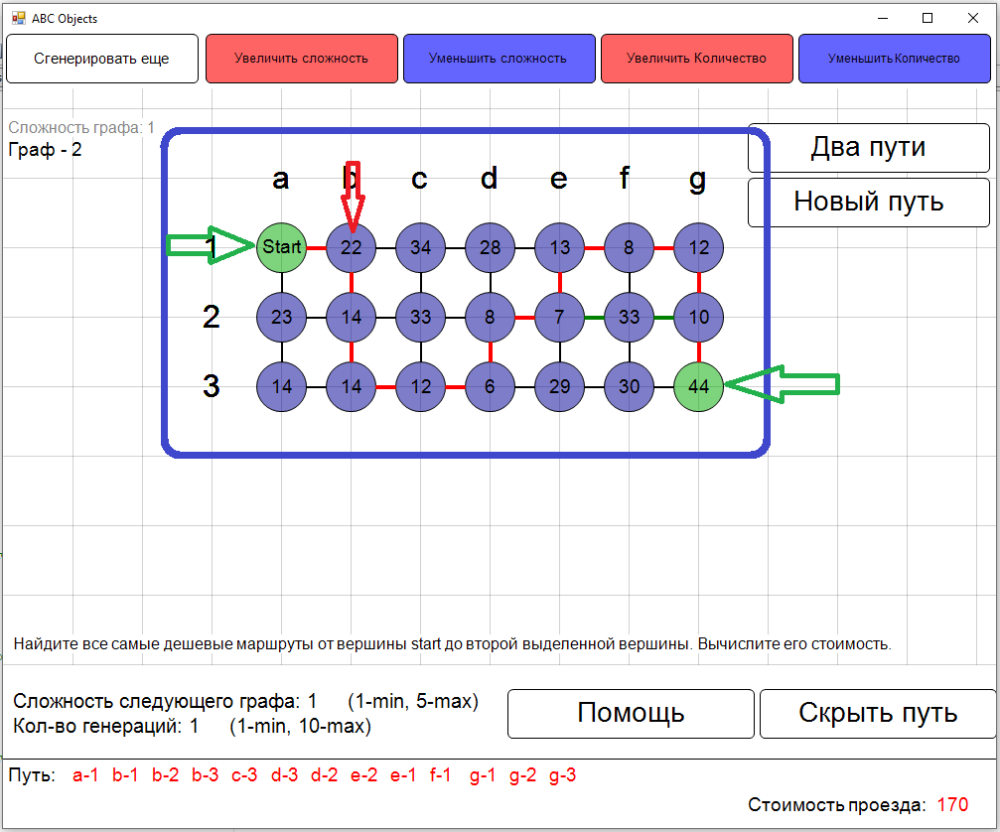 ABC Objects
Сгенерировать еще Увеличить сложность Уменьшить сложность Увеличить Количество Уменьшить Количество
Сложность графа: 1
Граф - 2
Два пути
Новый путь
a b c d e f g
1 Start 22 34 28 13 8 12
2 23 14 33 8 7 33 10
3 14 14 12 6 29 30 44
Найдите все самые дешевые маршруты от вершины start до второй выделенной вершины. Вычислите его стоимость.
Сложность следующего графа: 1 (1-min, 5-max)
Кол-во генераций: 1 (1-min, 10-max)
Помощь Скрыть путь
Путь: a-1 b-1 b-2 b-3 c-3 d-3 d-2 e-2 e-1 f-1 g-1 g-2 g-3
Стоимость проезда: 170